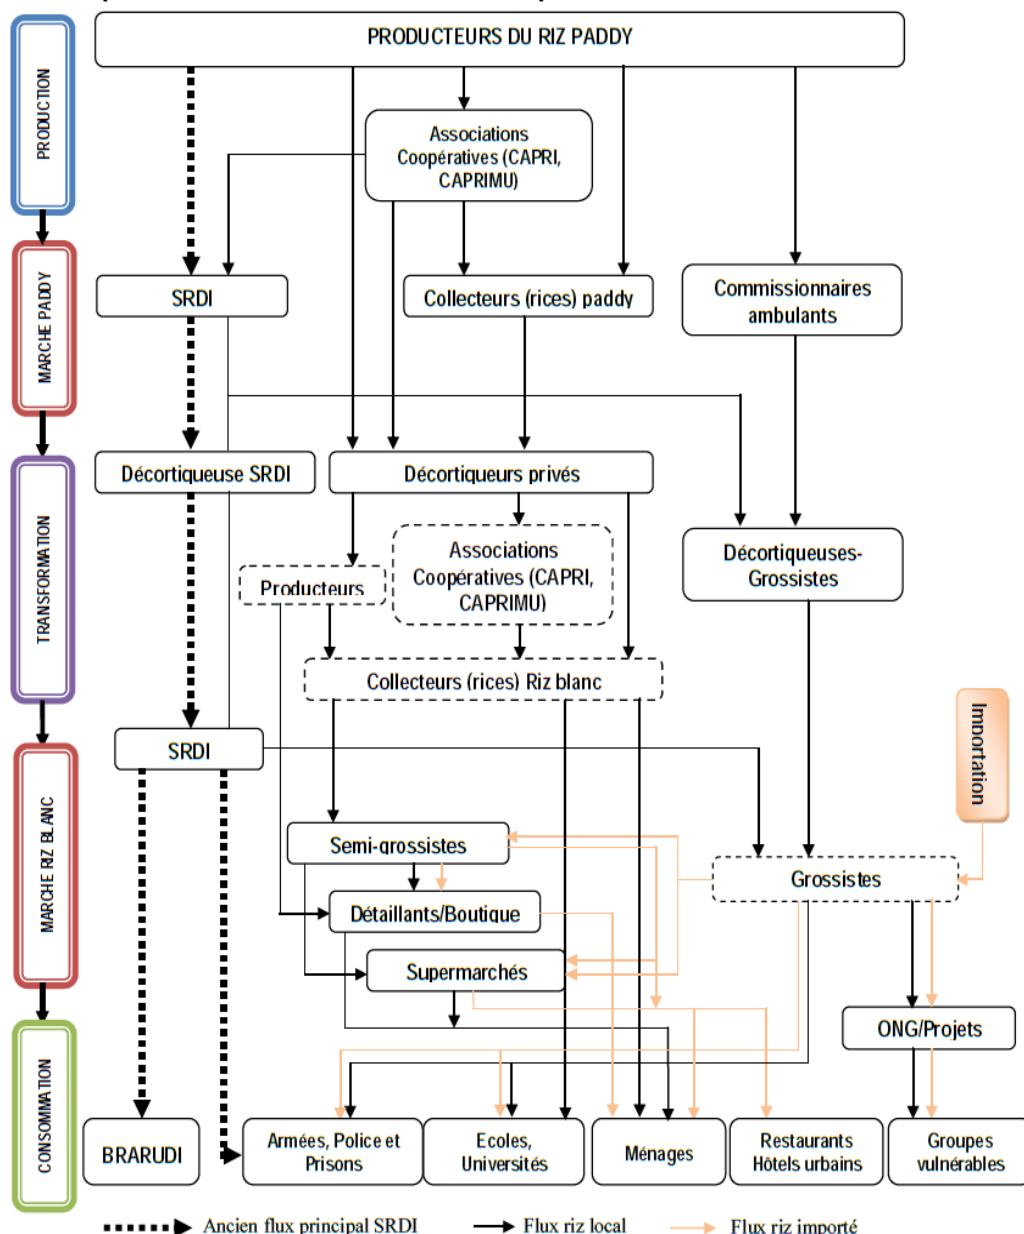 PRODUCTEURS DU RIZ PADDY
PRODUCTION
Associations
Coopératives (CAPRI,
CAPRIMU)
MARCHE PADDY
SRDI
Collecteurs (rices) paddy
Commissionnaires
ambulants
TRANSFORMATION
Décortiqueuse SRDI
Décortiqueurs privés
Associations
Coopératives (CAPRI,
CAPRIMU)
Décortiqueuses-
Grossistes
Producteurs
Collecteurs (rices) Riz blanc
Importation
MARCHE RIZ BLANC
SRDI
Semi-grossistes
Grossistes
Détaillants/Boutique
Supermarchés
ONG/Projets
CONSOMMATION
BRARUDI
Armées, Police et
Prisons
Ecoles,
Universités
Ménages
Restaurants
Hôtels urbains
Groupes
vulnérables
Ancien flux principal SRDI
Flux riz local
Flux riz importé